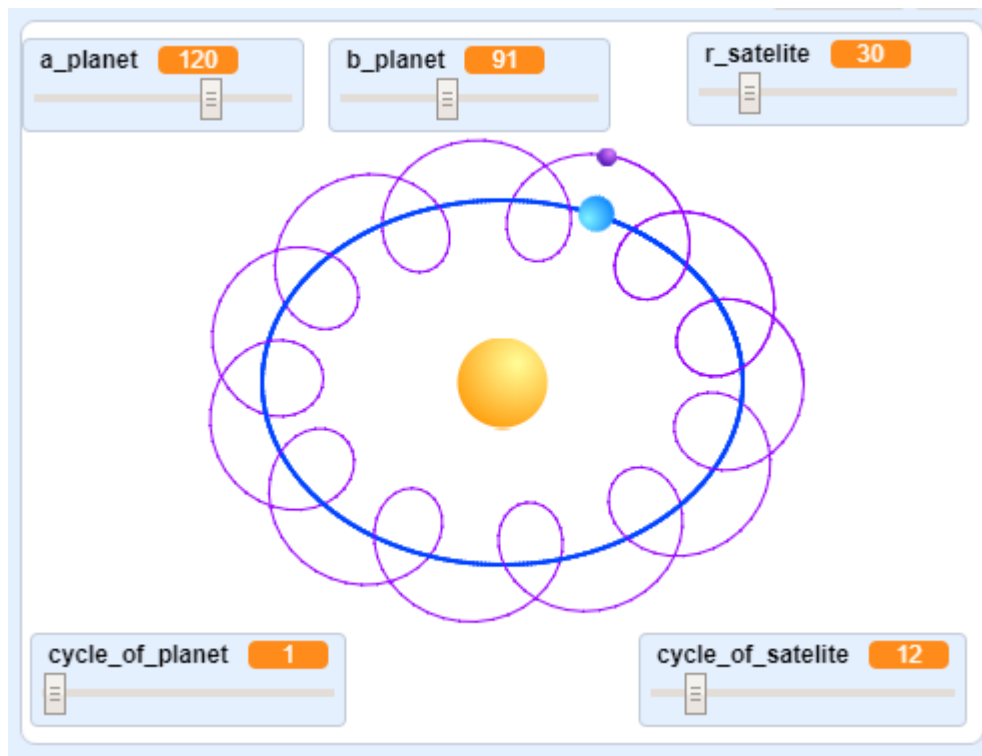 a_planet 120
b_planet 91
r_satelite 30
cycle_of_planet 1
cycle_of_satelite 12